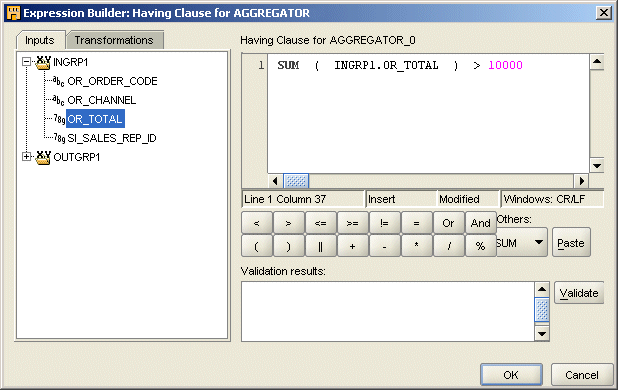 Expression Builder: Having Clause for AGGREGATOR
Inputs Transformations
INGRP1
OR_ORDER_CODE
OR_CHANNEL
OR_TOTAL
SI_SALES_REP_ID
OUTGRP1
Having Clause for AGGREGATOR_0
1 SUM ( INGRP1.OR_TOTAL ) > 10000
Line 1 Column 37 Insert Modified Windows: CR/LF
< > <= >= != = Or And Others:
( ) || + - * / % SUM Paste
Validation results:
Validate
OK Cancel